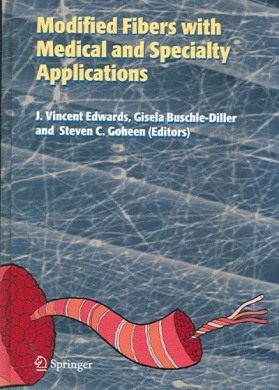 Modified Fibers with
Medical and Specialty
Applications
J. Vincent Edwards, Gisela Buschle-Diller
and Steven C. Goheen (Editors)
Springer